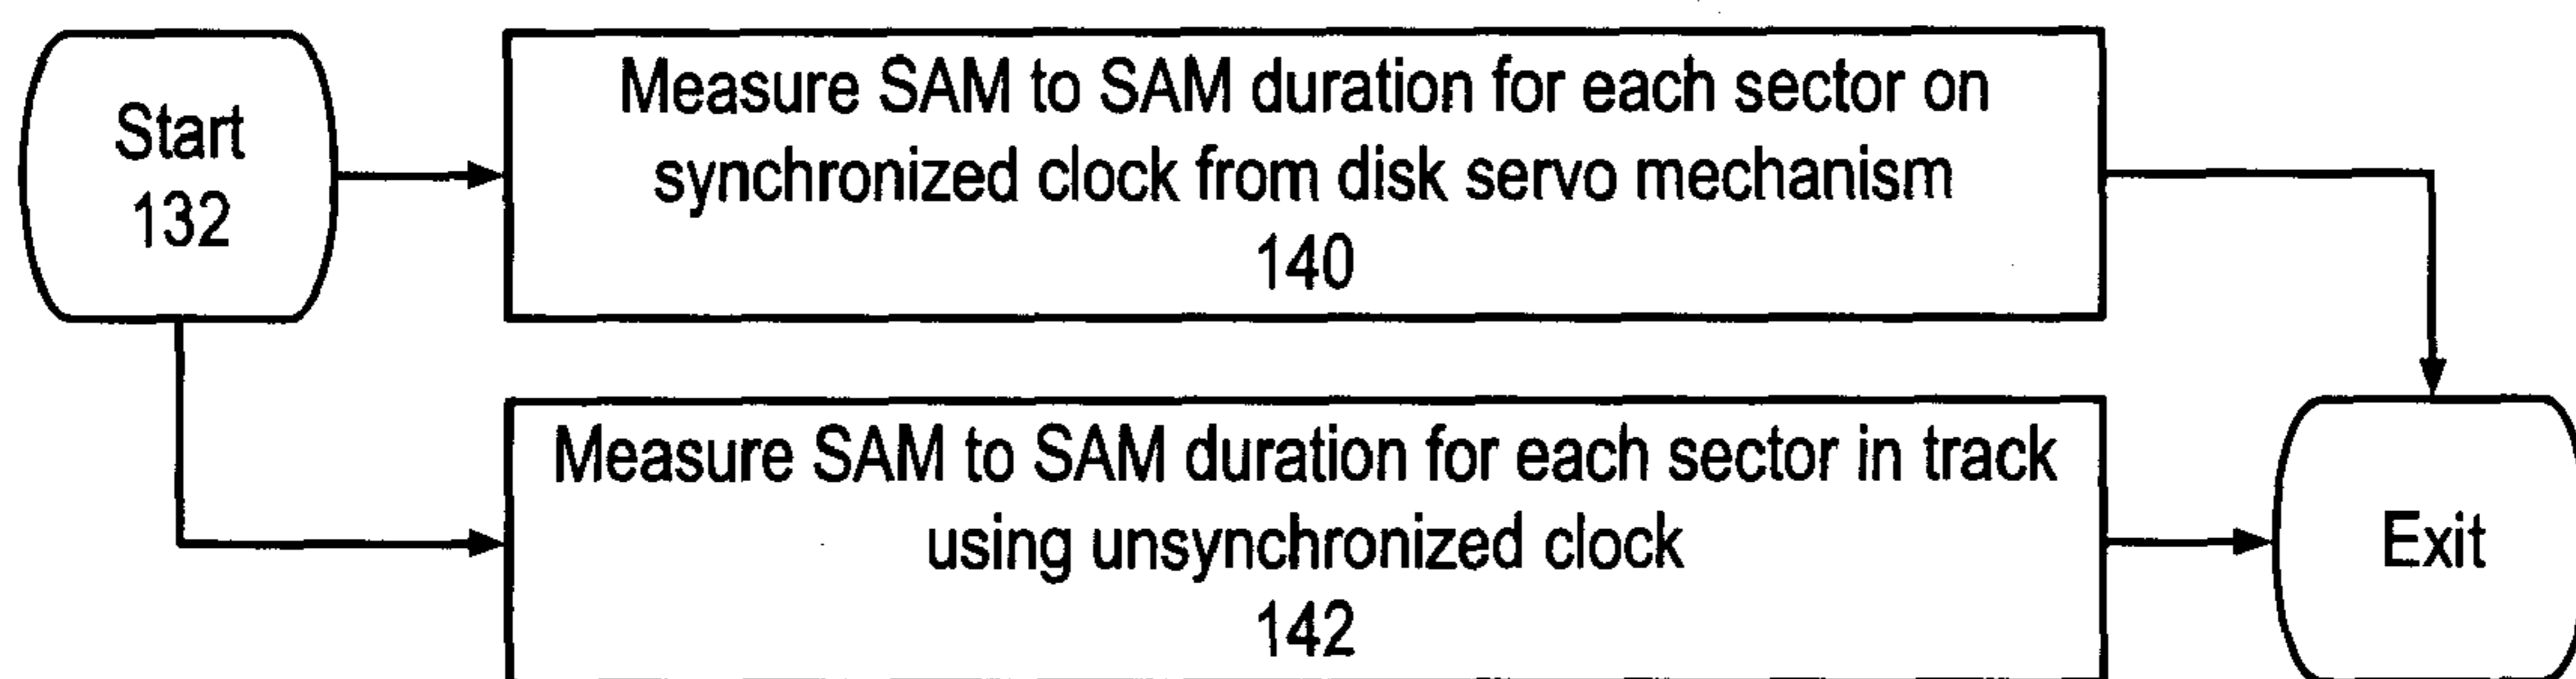 Start
132
Measure SAM to SAM duration for each sector on
synchronized clock from disk servo mechanism
140
Measure SAM to SAM duration for each sector in track
using unsynchronized clock
142
Exit